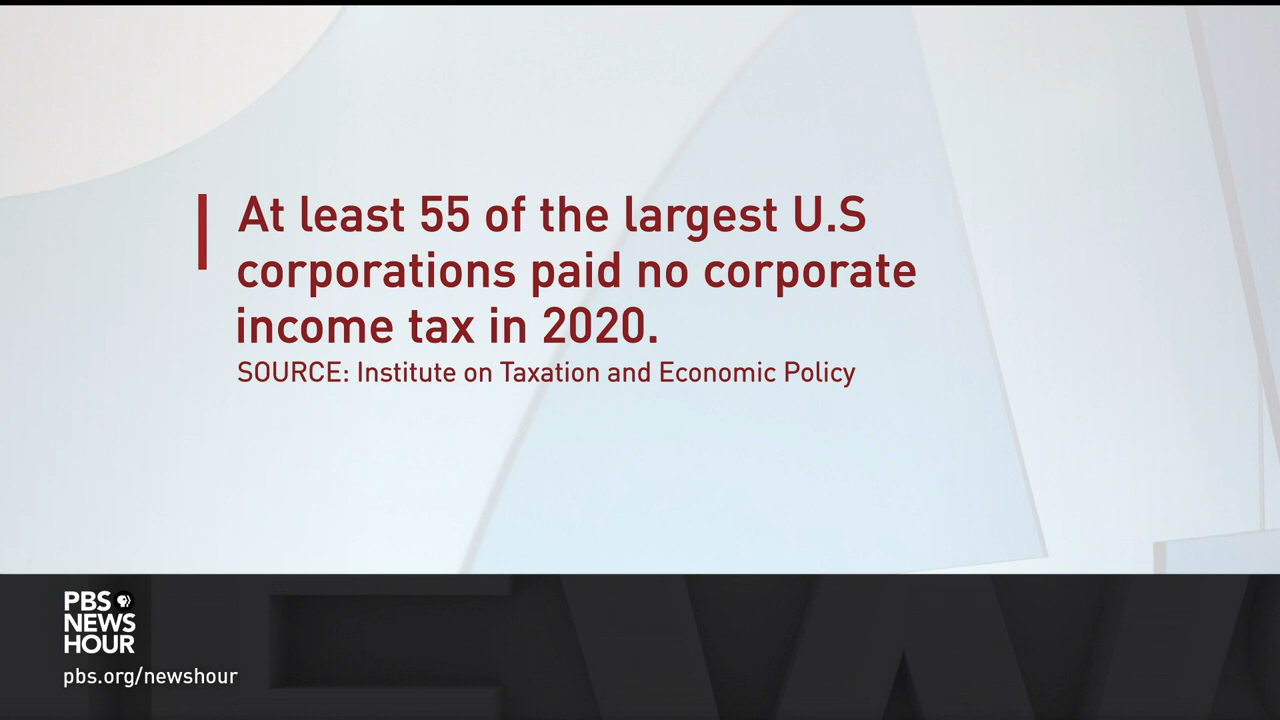 At least 55 of the largest U.S
corporations paid no corporate
income tax in 2020.
SOURCE: Institute on Taxation and Economic Policy
PBS
NEWS
HOUR
pbs.org/newshour